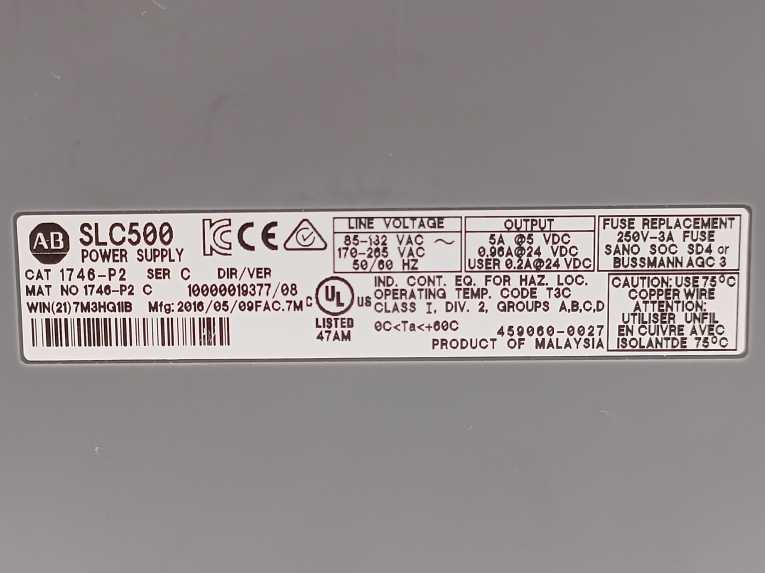 AB SLC500
POWER SUPPLY
CAT 1746-P2 SER C DIR/VER
MAT NO 1746-P2 C 10000019377/08
WIN(21)7M3HG1IB Mfg:2016/05/09FAC.7M
KC CE
LINE VOLTAGE
85-132 VAC ~
170-265 VAC
50/60 HZ
OUTPUT
5A @5 VDC
0.96A@24 VDC
USER 0.2A@24 VDC
FUSE REPLACEMENT
250V-3A FUSE
SANO SOC SD4 or
BUSSMANN AGC 3
C UL US
LISTED
47AM
IND. CONT. EQ. FOR HAZ. LOC.
OPERATING TEMP. CODE T3C
CLASS I, DIV. 2, GROUPS A,B,C,D
0C<Ta<+60C 459060-0027
PRODUCT OF MALAYSIA
CAUTION: USE 75°C
COPPER WIRE
ATTENTION:
UTILISER UNFIL
EN CUIVRE AVEC
ISOLANTDE 75°C